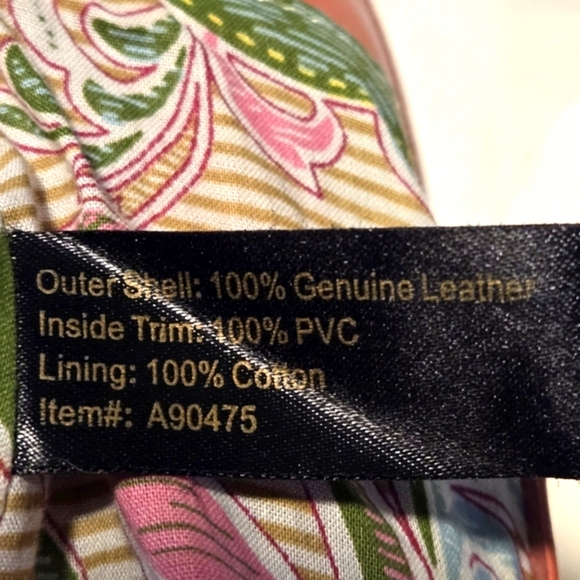 Outer Shell: 100% Genuine Leather
Inside Trim: 100% PVC
Lining: 100% Cotton
Item#: A90475